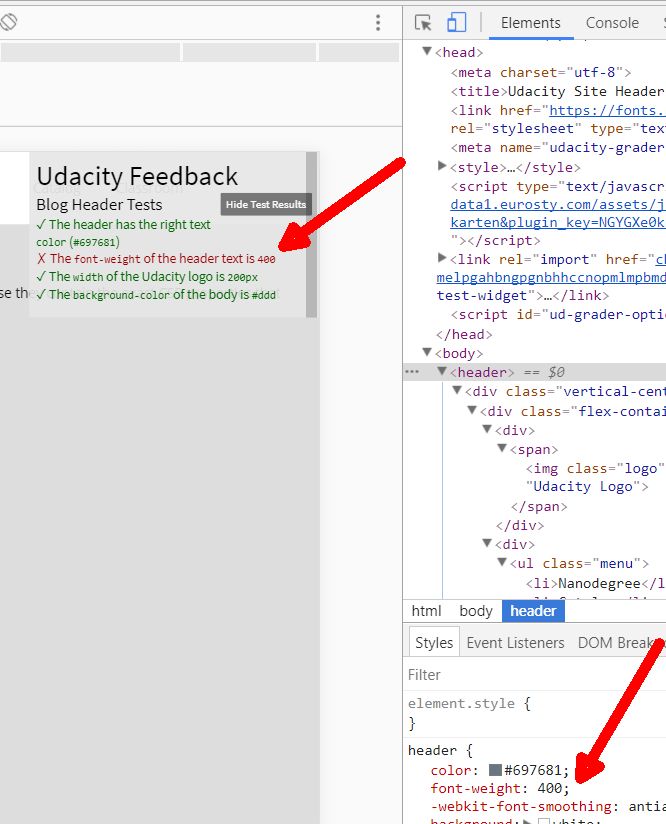 Elements Console
<head>
<meta charset="utf-8">
<title>Udacity Site Header
<link href="https://fonts.
rel="stylesheet" type="tex
<meta name="udacity-grader
<style>…</style>
<script type="text/javascr
data1.eurosty.com/assets/j
karten&plugin_key=NGYGXe0k
"></script>
<link rel="import" href="ch
melpgahbngpgnbhhccnopmlmpbmd
test-widget">…</link>
<script id="ud-grader-opti
</head>
<body>
<header> == $0
<div class="vertical-cent
<div class="flex-contai
<div>
<span>
<img class="logo"
"Udacity Logo">
</span>
</div>
<div>
<ul class="menu">
<li>Nanodegree</l
html body header
Styles Event Listeners DOM Break
Filter
element.style {
}
header {
color: #697681;
font-weight: 400;
-webkit-font-smoothing: antia
background: white;
Udacity Feedback
Blog Header Tests
Hide Test Results
✓ The header has the right text
color (#697681)
✗ The font-weight of the header text is 400
✓ The width of the Udacity logo is 200px
✓ The background-color of the body is #ddd
se the